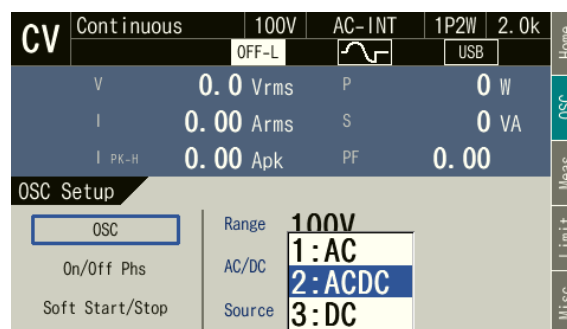 CV Continuous 100V AC-INT 1P2W 2.0k
OFF-L USB
V 0.0 Vrms P 0 W
I 0.00 Arms S 0 VA
I PK-H 0.00 Apk PF 0.00
OSC Setup
OSC
On/Off Phs
Soft Start/Stop
Range 100V
AC/DC
Source
1:AC
2:ACDC
3:DC
Home
OSC
Meas
Limit
Misc